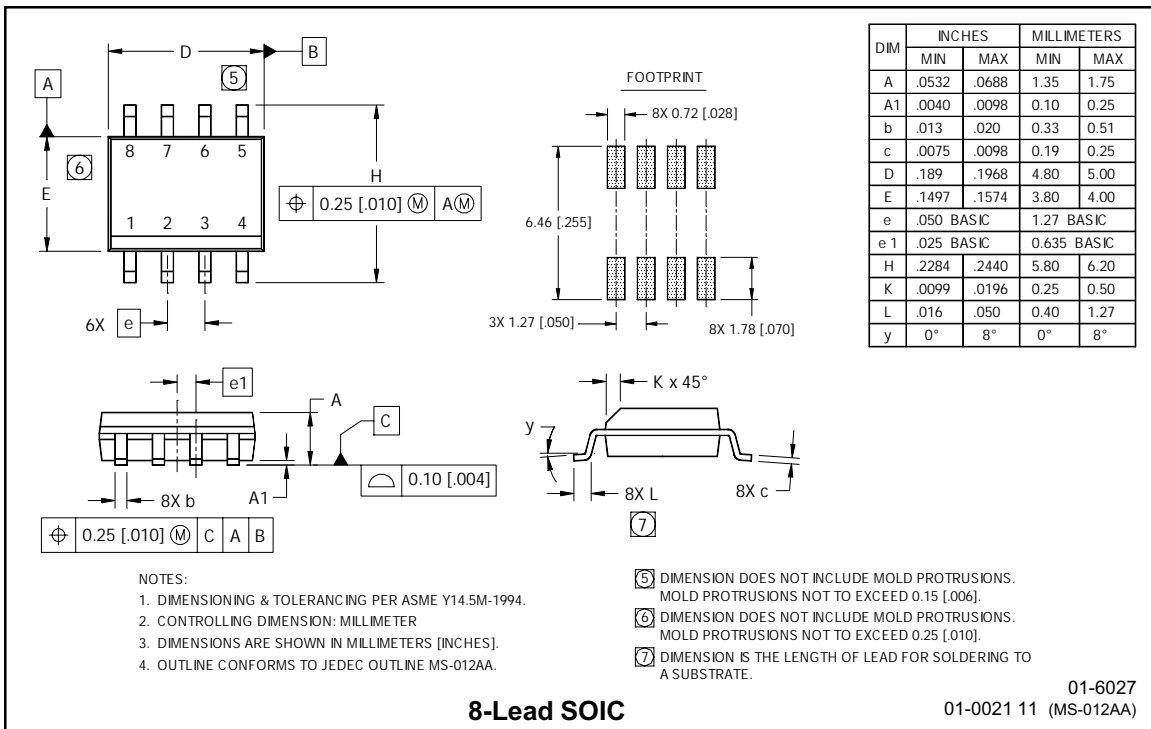 D
B
5
A
8 7 6 5
6
E
H
⌖ 0.25 [.010] Ⓜ AⓂ
1 2 3 4
6X e
FOOTPRINT
8X 0.72 [.028]
6.46 [.255]
3X 1.27 [.050]
8X 1.78 [.070]
DIM INCHES MILLIMETERS
MIN MAX MIN MAX
A .0532 .0688 1.35 1.75
A1 .0040 .0098 0.10 0.25
b .013 .020 0.33 0.51
c .0075 .0098 0.19 0.25
D .189 .1968 4.80 5.00
E .1497 .1574 3.80 4.00
e .050 BASIC 1.27 BASIC
e 1 .025 BASIC 0.635 BASIC
H .2284 .2440 5.80 6.20
K .0099 .0196 0.25 0.50
L .016 .050 0.40 1.27
y 0° 8° 0° 8°
e1
A
C
0.10 [.004]
8X b
A1
⌖ 0.25 [.010] Ⓜ C A B
K x 45°
y
8X L
8X c
7
NOTES:
1. DIMENSIONING & TOLERANCING PER ASME Y14.5M-1994.
2. CONTROLLING DIMENSION: MILLIMETER
3. DIMENSIONS ARE SHOWN IN MILLIMETERS [INCHES].
4. OUTLINE CONFORMS TO JEDEC OUTLINE MS-012AA.
5 DIMENSION DOES NOT INCLUDE MOLD PROTRUSIONS.
MOLD PROTRUSIONS NOT TO EXCEED 0.15 [.006].
6 DIMENSION DOES NOT INCLUDE MOLD PROTRUSIONS.
MOLD PROTRUSIONS NOT TO EXCEED 0.25 [.010].
7 DIMENSION IS THE LENGTH OF LEAD FOR SOLDERING TO
A SUBSTRATE.
8-Lead SOIC
01-6027
01-0021 11 (MS-012AA)